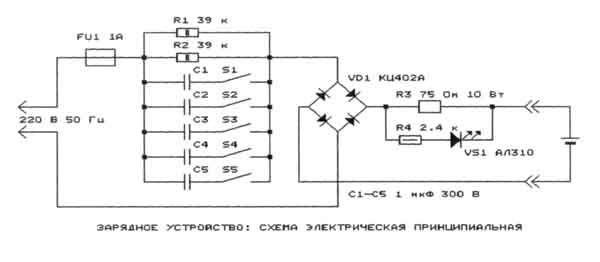 R1 39 к
FU1 1А
R2 39 к
C1 S1
VD1 КЦ402А
C2 S2
R3 75 Ом 10 Вт
220 В 50 Гц
C3 S3
R4 2.4 к
C4 S4
VS1 АЛ310
C5 S5
C1-C5 1 мкФ 300 В
ЗАРЯДНОЕ УСТРОЙСТВО: СХЕМА ЭЛЕКТРИЧЕСКАЯ ПРИНЦИПИАЛЬНАЯ